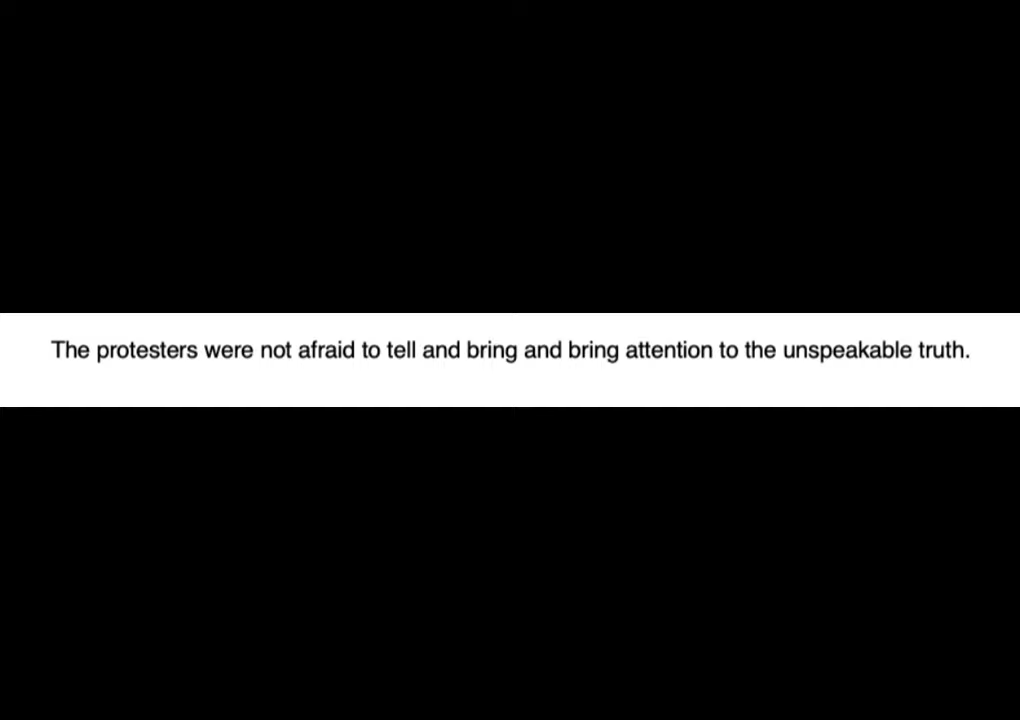 The protesters were not afraid to tell and bring and bring attention to the unspeakable truth.